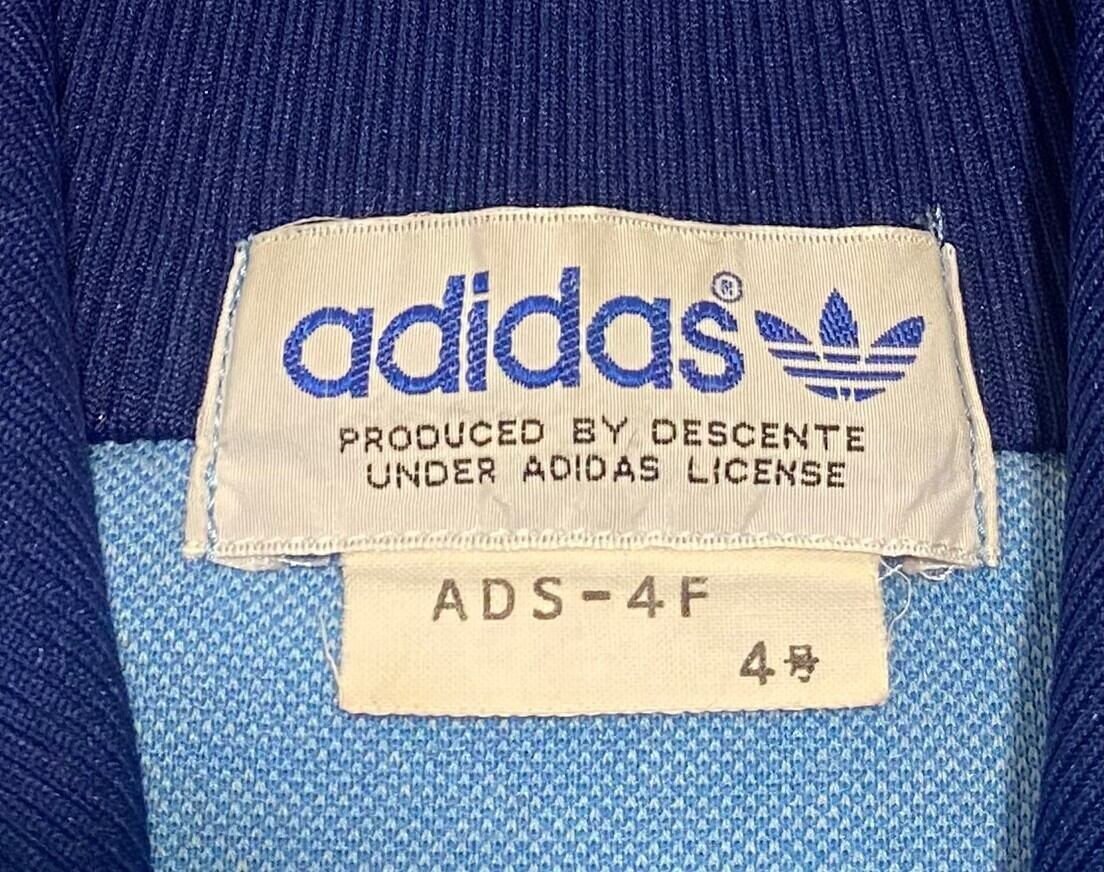 adidas®
PRODUCED BY DESCENTE
UNDER ADIDAS LICENSE
ADS-4F
4号